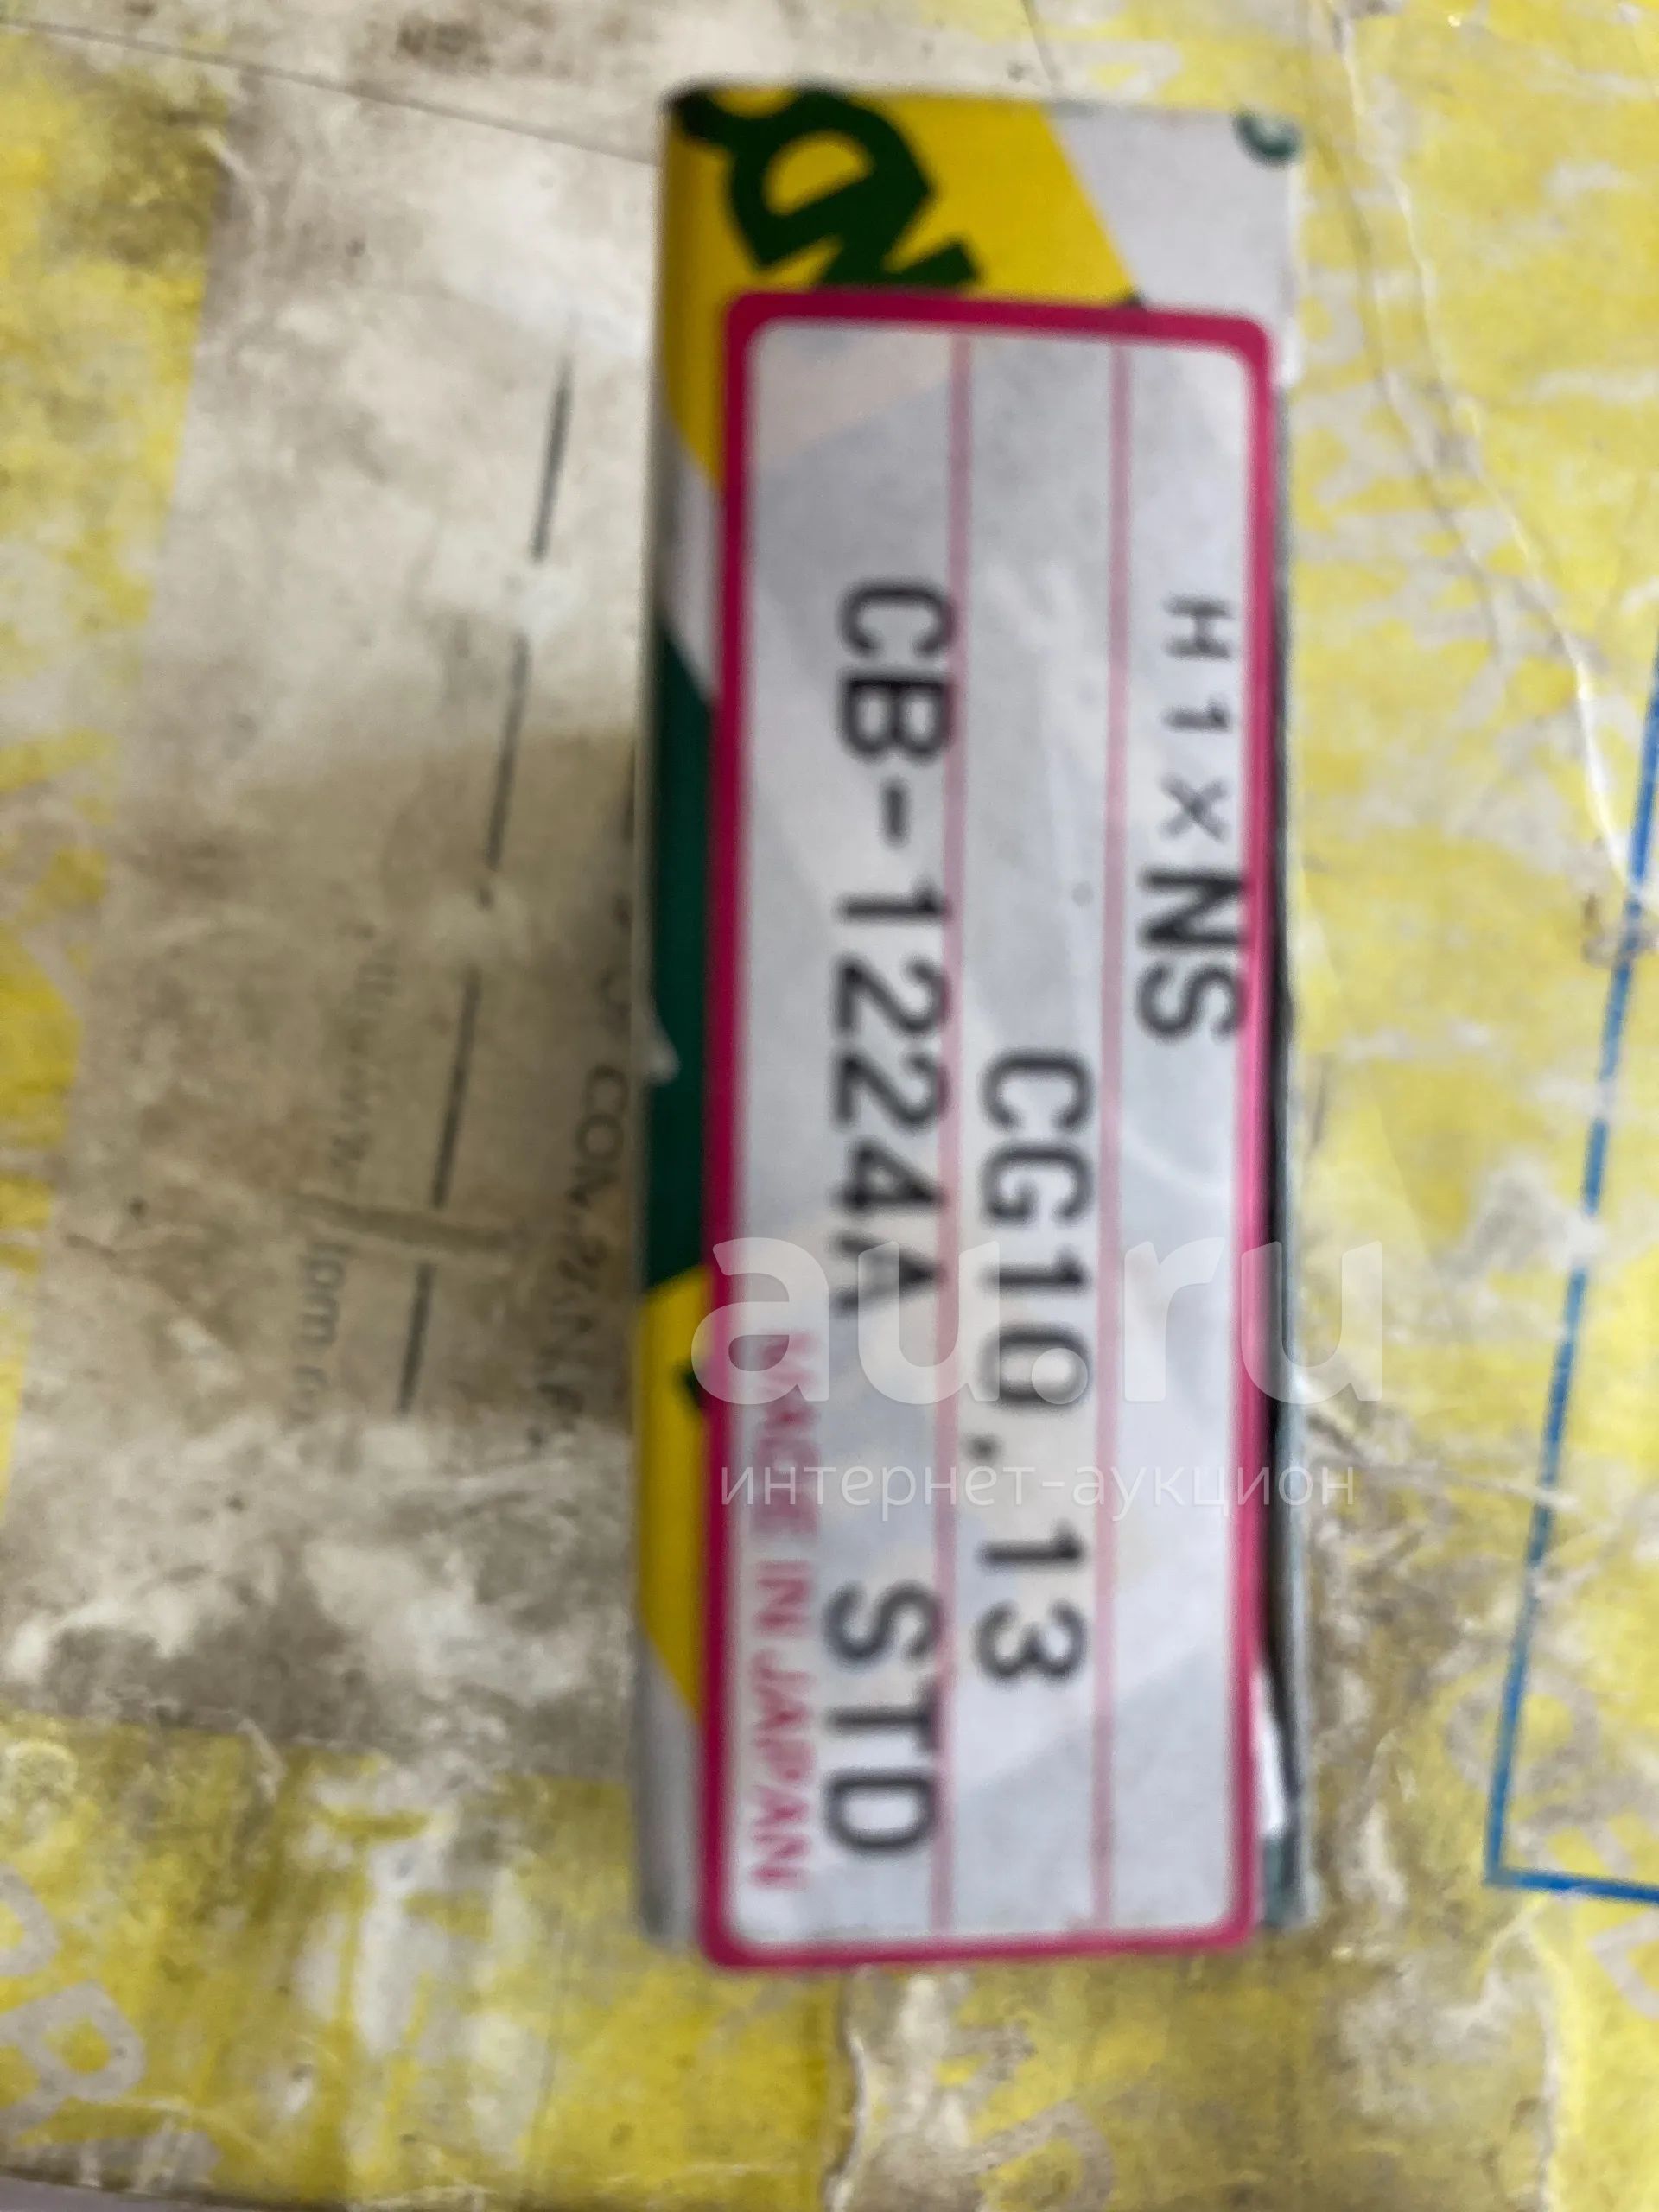 H1×NS
CG10, 13
CB-1224A STD
MADE IN JAPAN
au.ru
интернет-аукцион